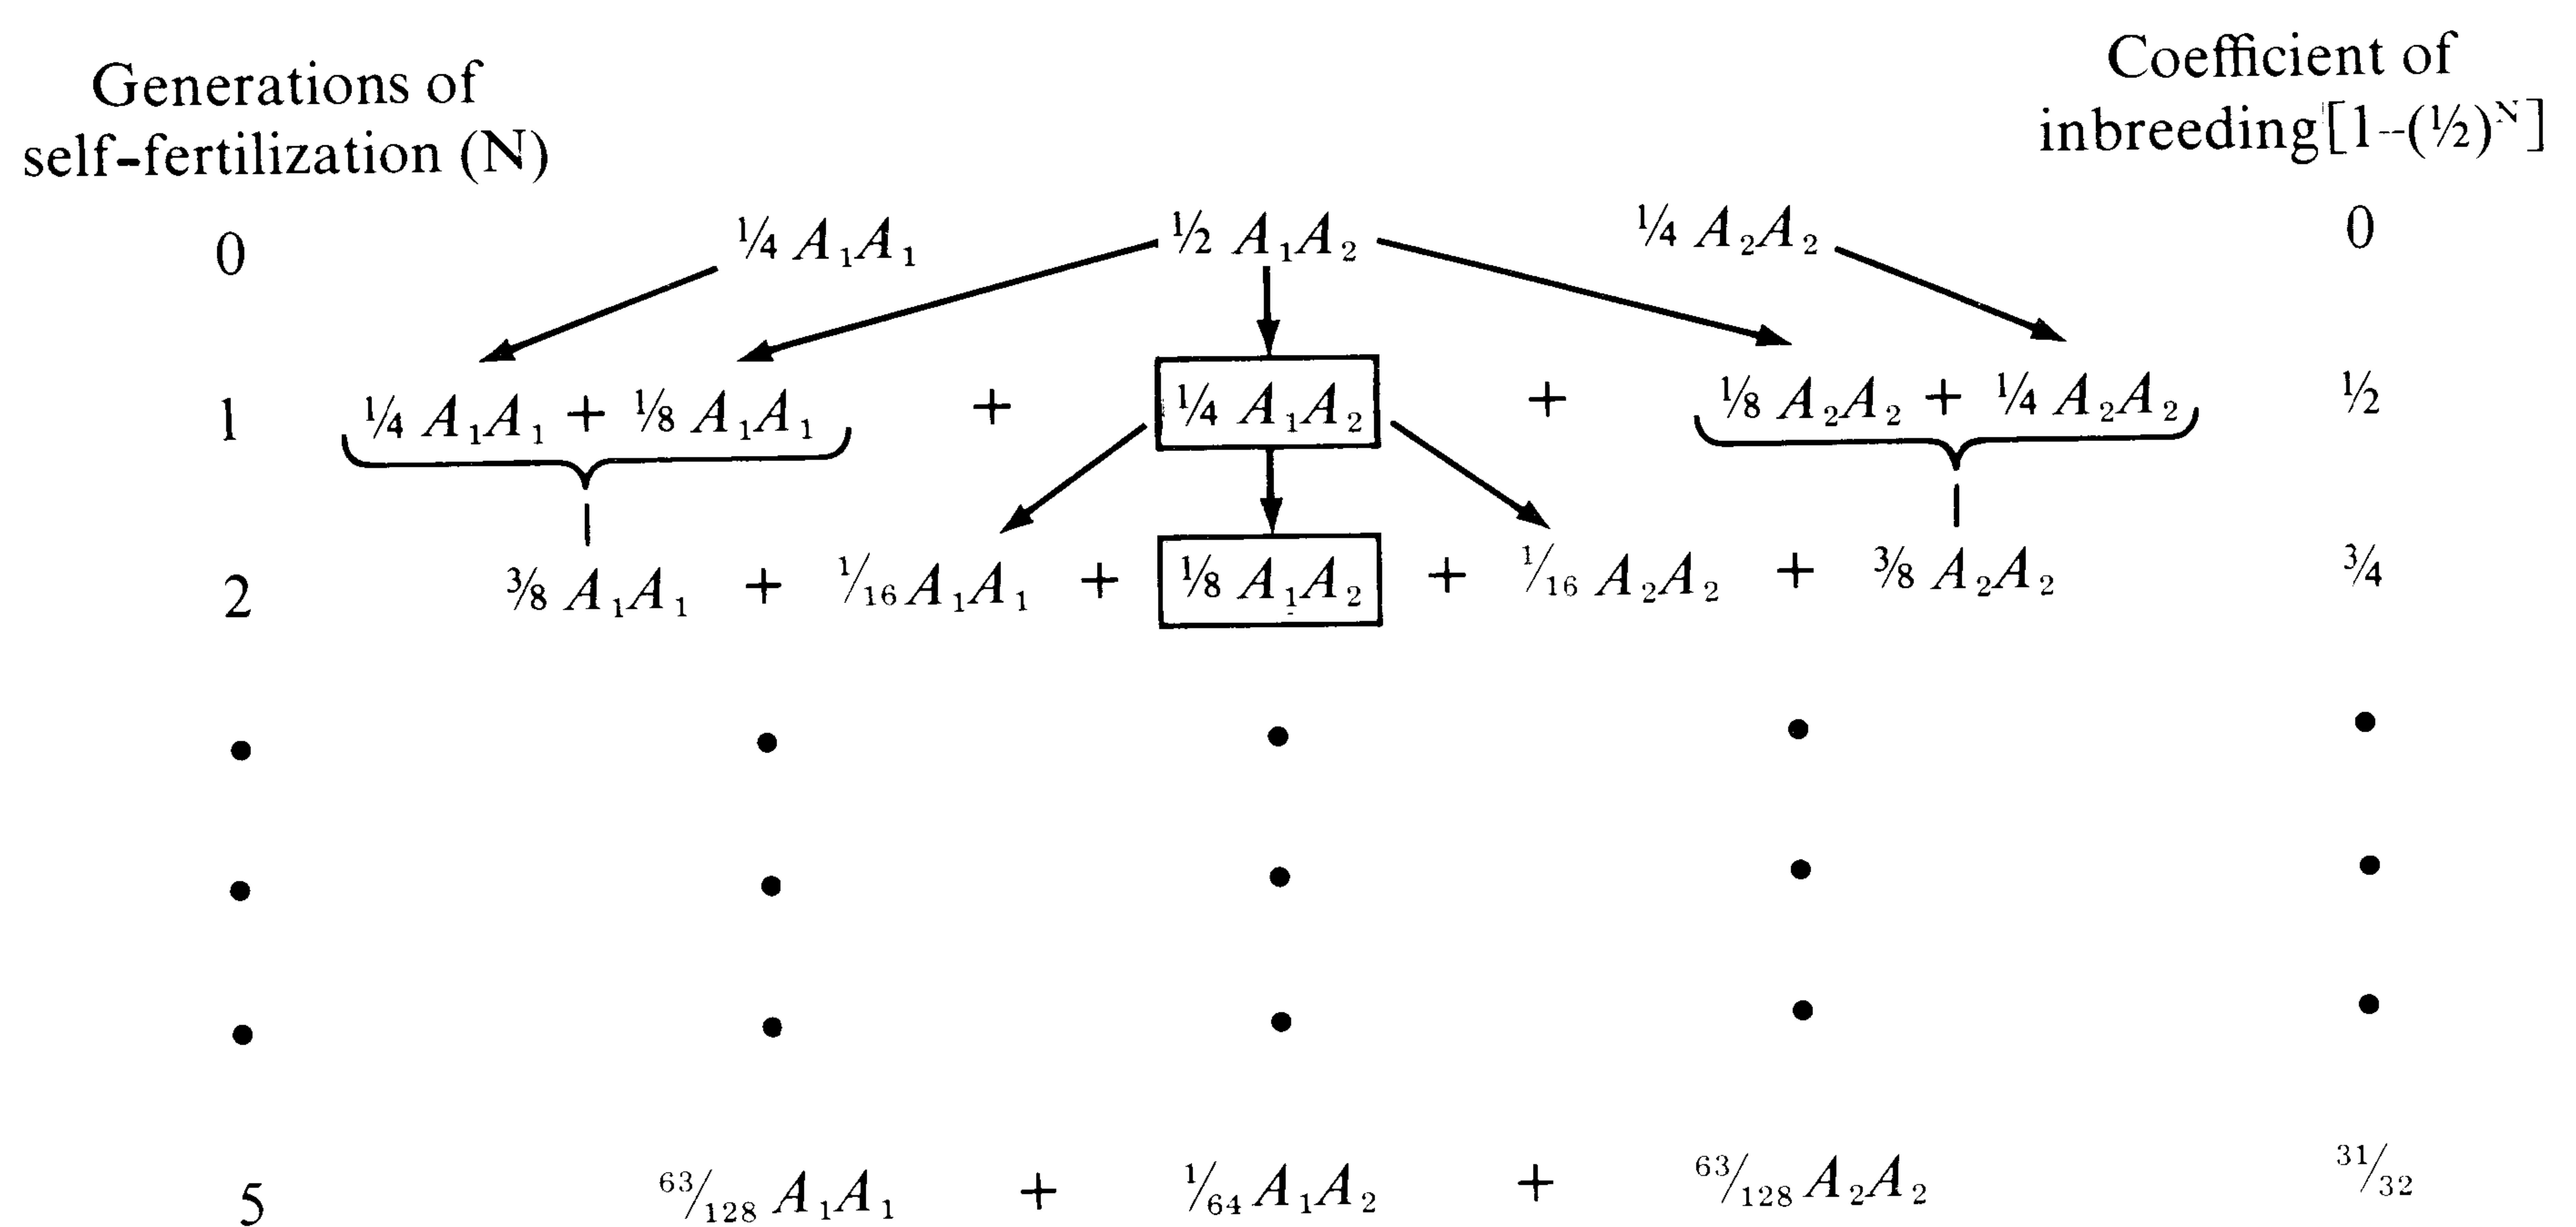 Generations of
self-fertilization (N)
Coefficient of
inbreeding [1-(½)ᴺ]
0 ¼ A₁A₁ ½ A₁A₂ ¼ A₂A₂ 0
1 ¼ A₁A₁ + ⅛ A₁A₁ + ¼ A₁A₂ + ⅛ A₂A₂ + ¼ A₂A₂ ½
2 ⅜ A₁A₁ + 1/16 A₁A₁ + ⅛ A₁A₂ + 1/16 A₂A₂ + ⅜ A₂A₂ ¾
5 63/128 A₁A₁ + 1/64 A₁A₂ + 63/128 A₂A₂ 31/32